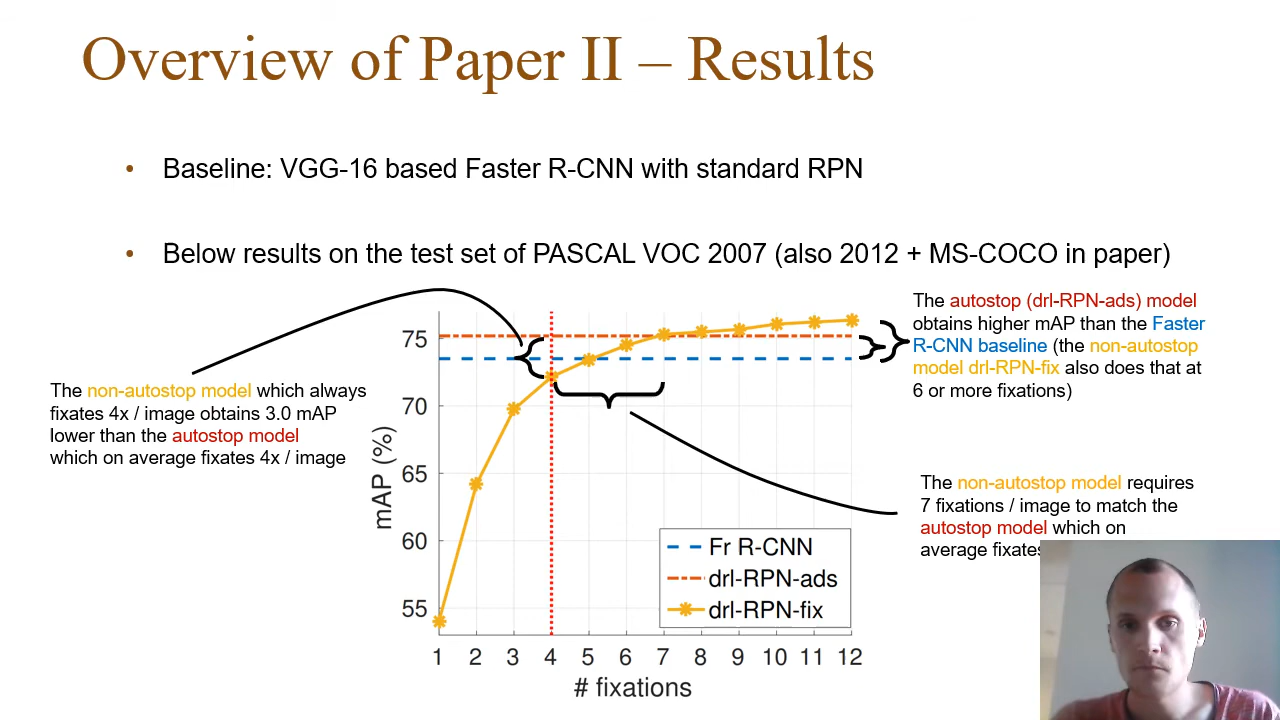 Overview of Paper II – Results
• Baseline: VGG-16 based Faster R-CNN with standard RPN
• Below results on the test set of PASCAL VOC 2007 (also 2012 + MS-COCO in paper)
The non-autostop model which always
fixates 4x / image obtains 3.0 mAP
lower than the autostop model
which on average fixates 4x / image
mAP (%)
75
70
65
60
55
1 2 3 4 5 6 7 8 9 10 11 12
# fixations
Fr R-CNN
drl-RPN-ads
drl-RPN-fix
The autostop (drl-RPN-ads) model
obtains higher mAP than the Faster
R-CNN baseline (the non-autostop
model drl-RPN-fix also does that at
6 or more fixations)
The non-autostop model requires
7 fixations / image to match the
autostop model which on
average fixates